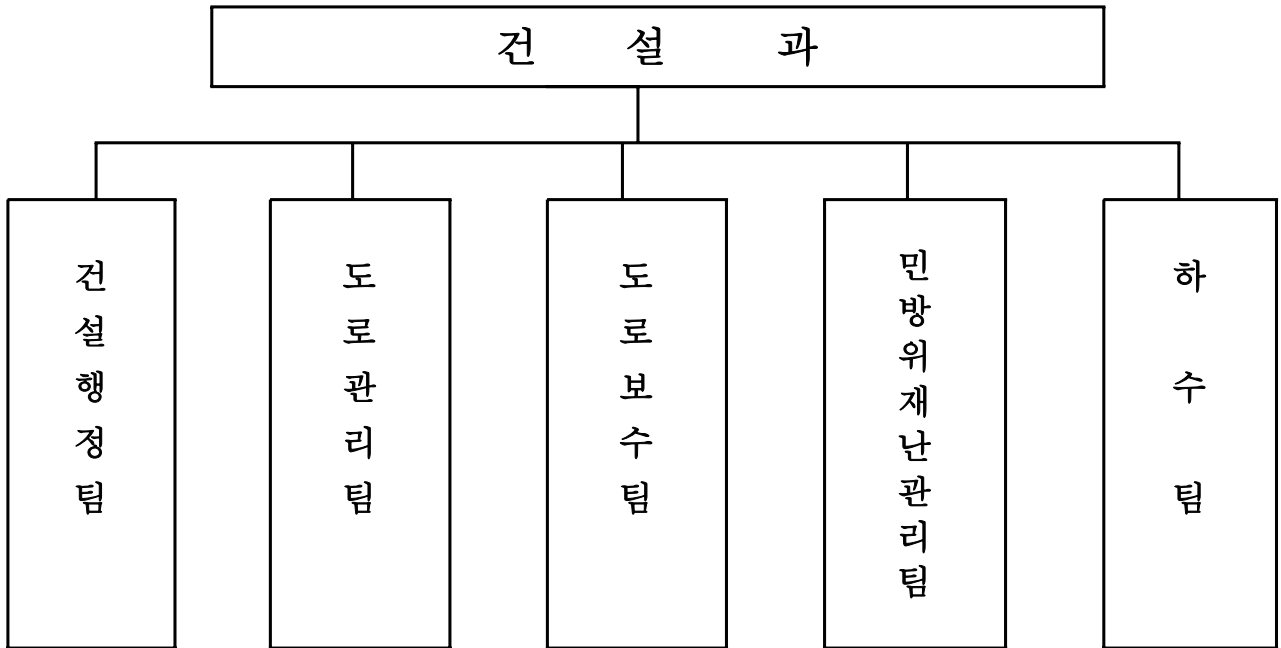 건 설 과
건설행정팀
도로관리팀
도로보수팀
민방위재난관리팀
하수팀